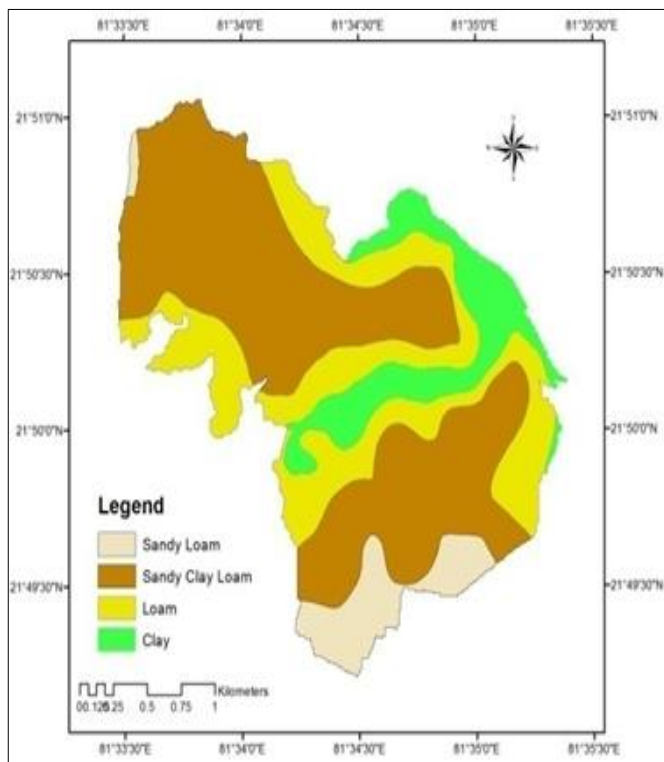 81°33'30"E 81°34'0"E 81°34'30"E 81°35'0"E 81°35'30"E
21°51'0"N 21°51'0"N
21°50'30"N 21°50'30"N
21°50'0"N 21°50'0"N
Legend
Sandy Loam
Sandy Clay Loam
21°49'30"N 21°49'30"N
Loam
Clay
Kilometers
00.125 0.25 0.5 0.75 1
81°33'30"E 81°34'0"E 81°34'30"E 81°35'0"E 81°35'30"E